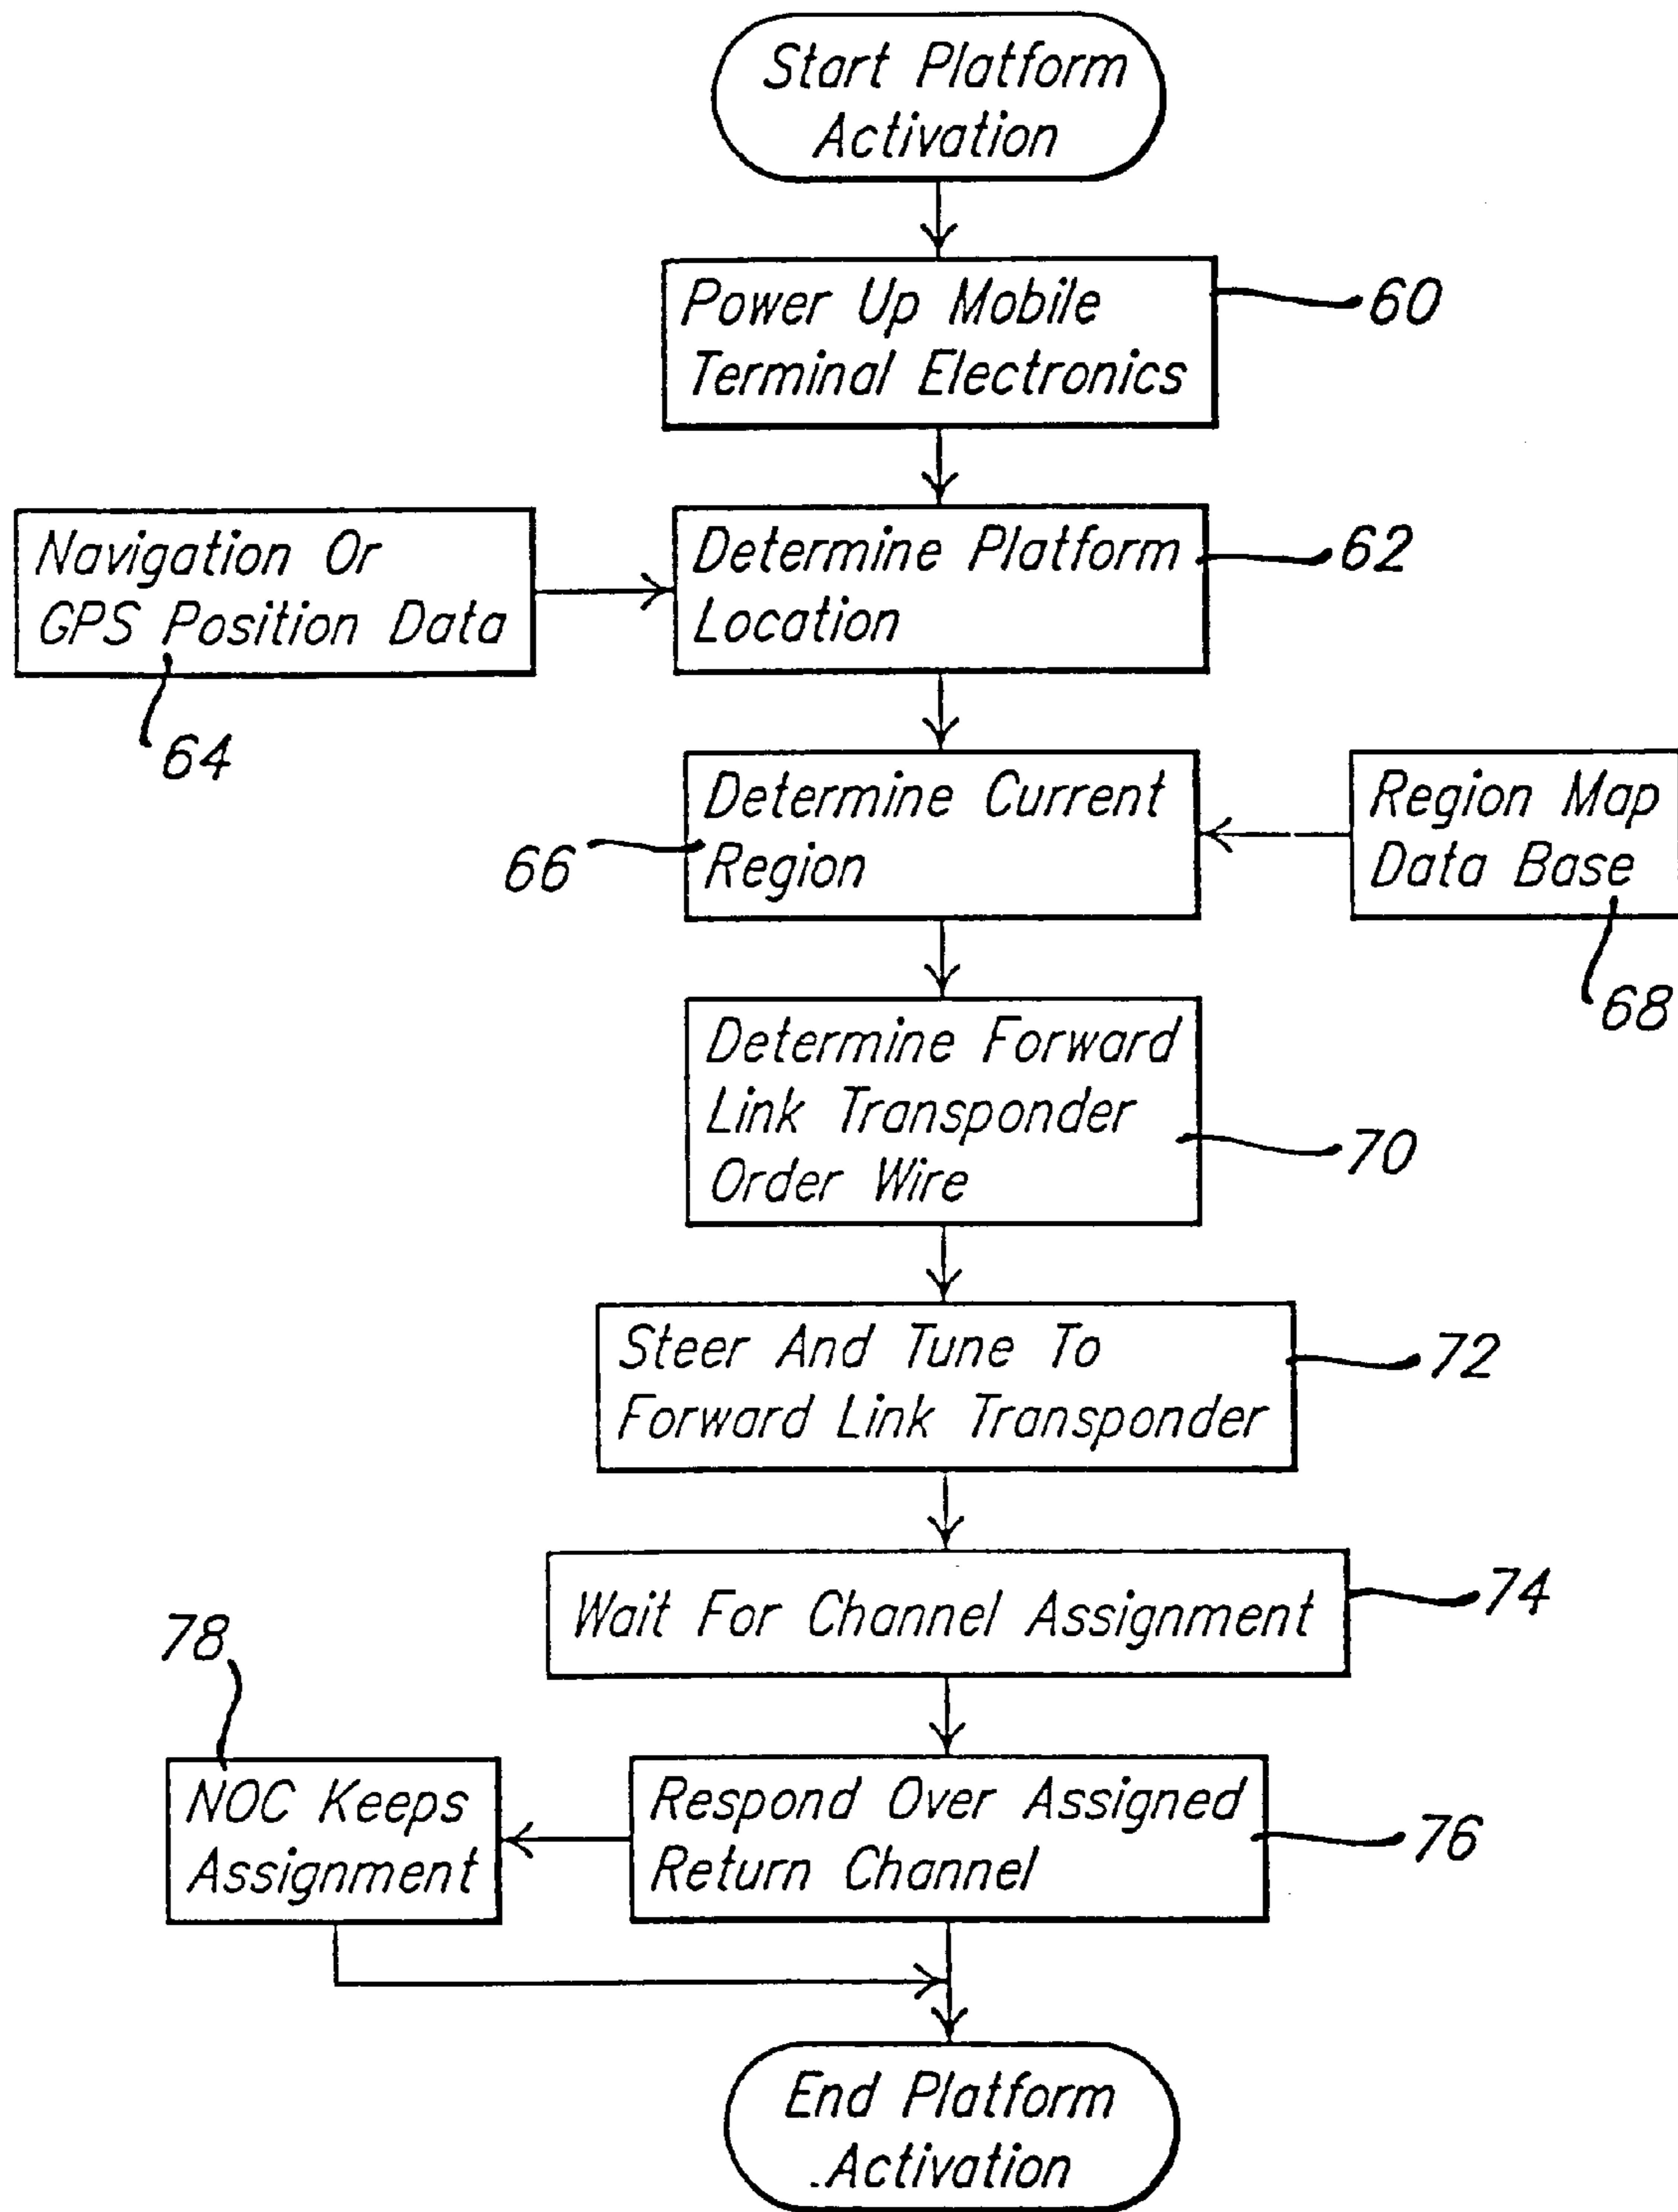 Start Platform
Activation
Power Up Mobile
Terminal Electronics
60
Navigation Or
GPS Position Data
64
Determine Platform
Location
62
Determine Current
Region
66
Region Map
Data Base
68
Determine Forward
Link Transponder
Order Wire
70
Steer And Tune To
Forward Link Transponder
72
Wait For Channel Assignment
74
78
NOC Keeps
Assignment
Respond Over Assigned
Return Channel
76
End Platform
Activation